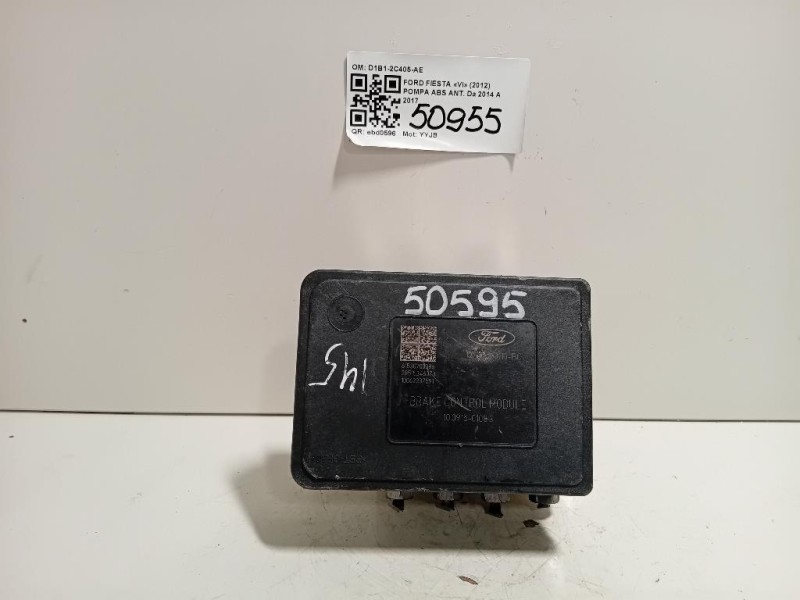 OM: D1B1-2C405-AE
FORD FIESTA «VI» (2012)
POMPA ABS ANT. Da 2014 A
2017
50955
QR: ebd0596 Mot: YYJB
50595
Ford
145
BRAKE CONTROL MODULE